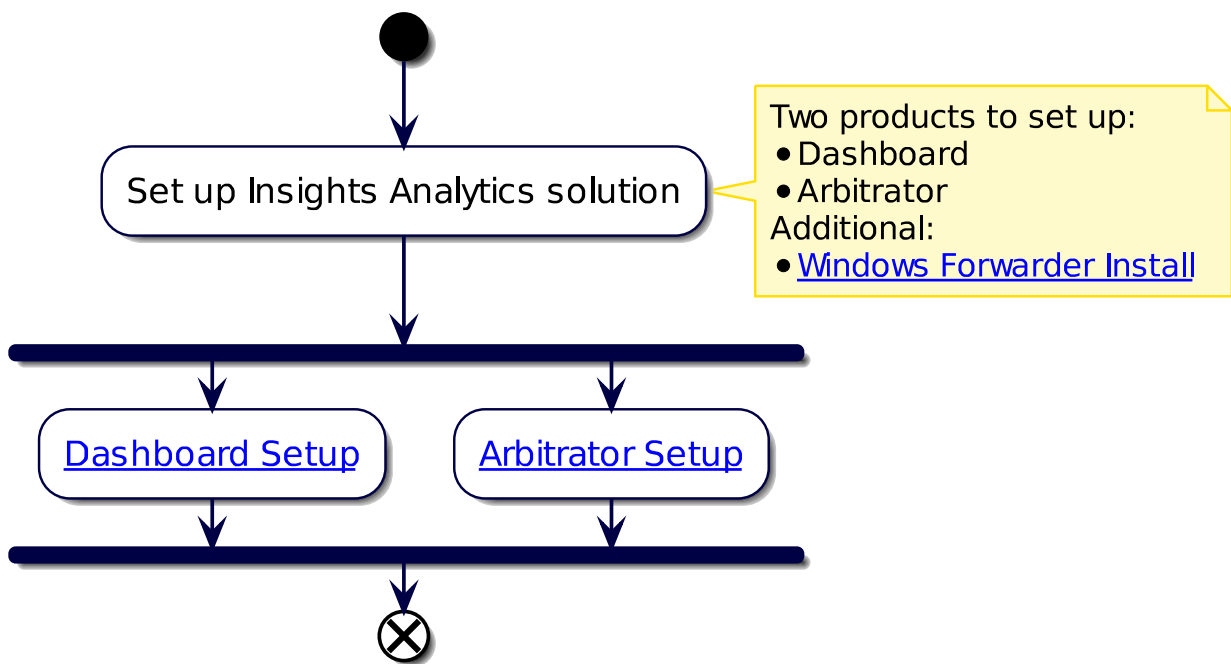 Set up Insights Analytics solution
Two products to set up:
•Dashboard
•Arbitrator
Additional:
•Windows Forwarder Install
Dashboard Setup
Arbitrator Setup